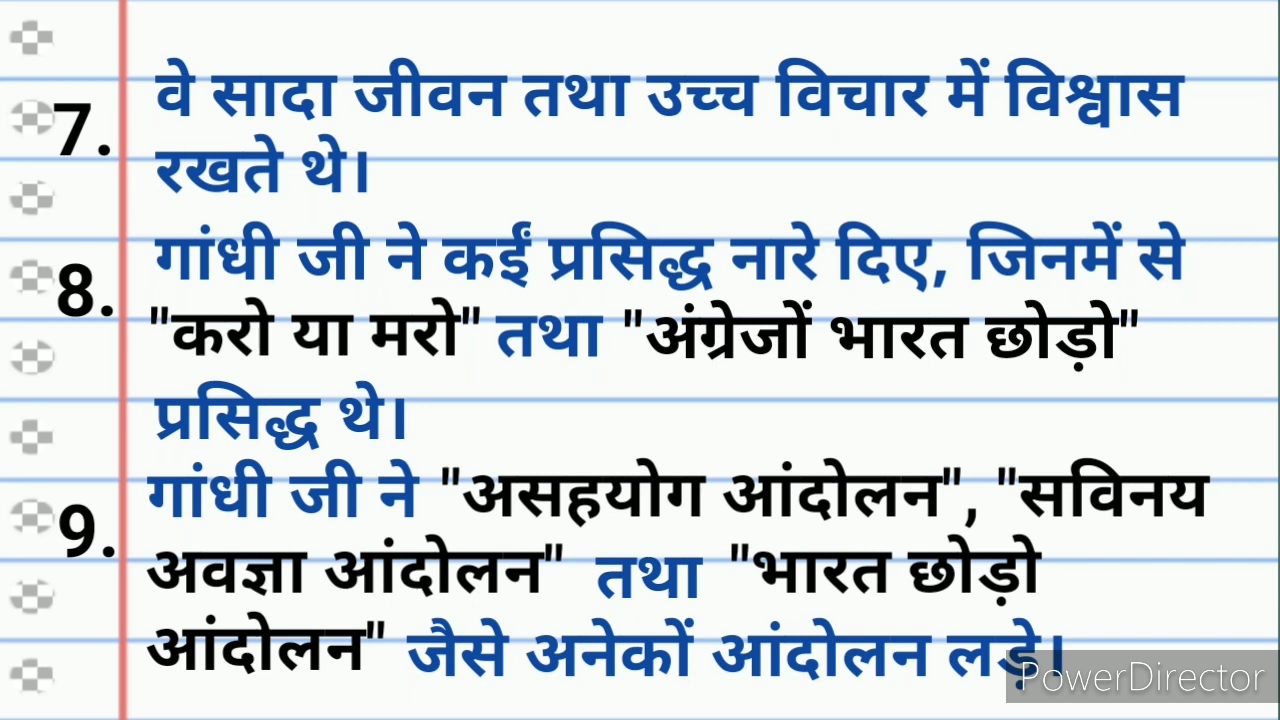 7. वे सादा जीवन तथा उच्च विचार में विश्वास
रखते थे।
8. गांधी जी ने कईं प्रसिद्ध नारे दिए, जिनमें से
"करो या मरो" तथा "अंग्रेजों भारत छोड़ो"
प्रसिद्ध थे।
9. गांधी जी ने "असहयोग आंदोलन", "सविनय
अवज्ञा आंदोलन" तथा "भारत छोड़ो
आंदोलन" जैसे अनेकों आंदोलन लड़े।
PowerDirector